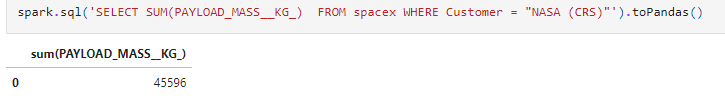 spark.sql('SELECT SUM(PAYLOAD_MASS__KG_)  FROM spacex WHERE Customer = "NASA (CRS)"').toPandas()
sum(PAYLOAD_MASS__KG_)
0 45596